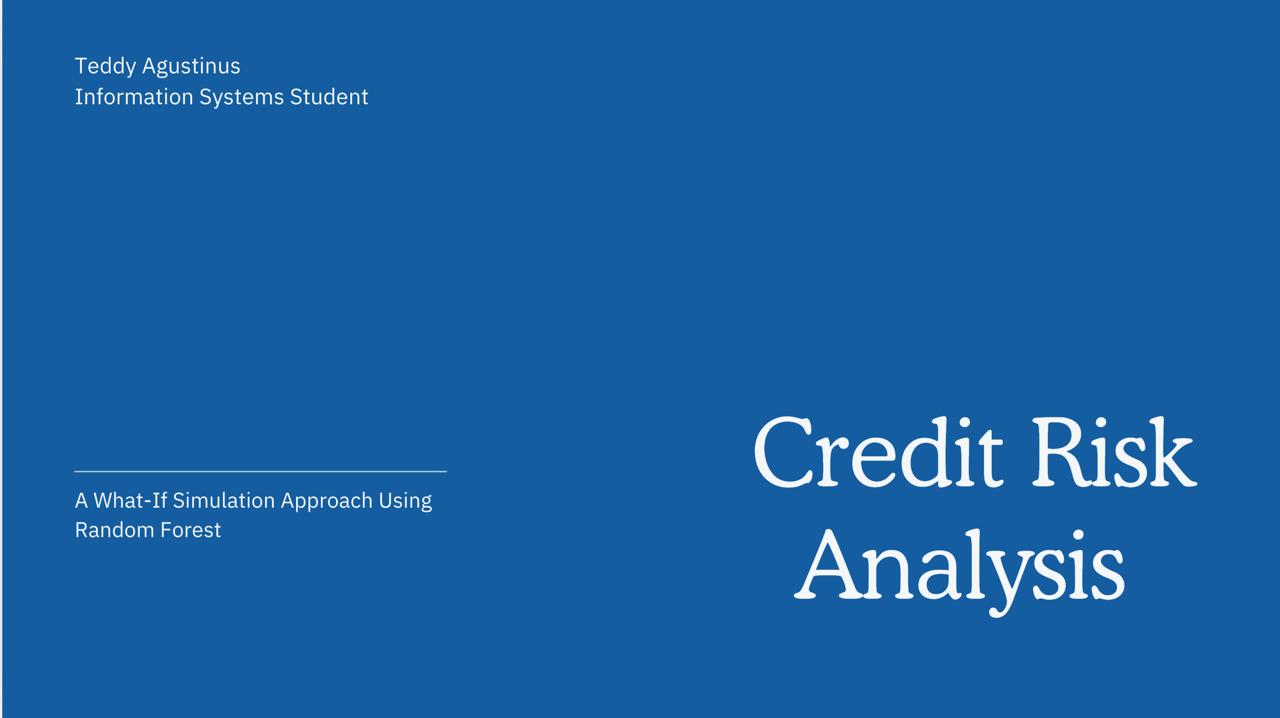 Teddy Agustinus
Information Systems Student
A What-If Simulation Approach Using
Random Forest
Credit Risk
Analysis